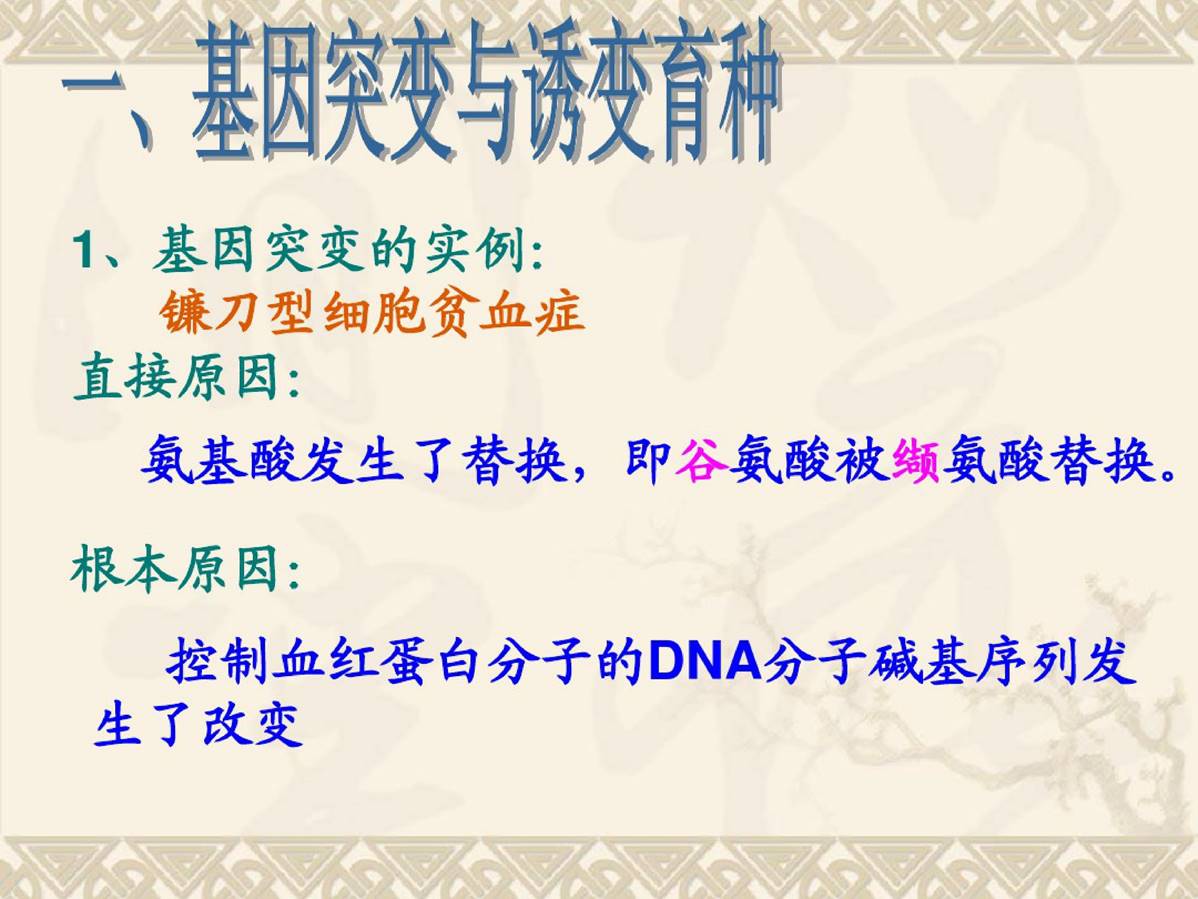 一、基因突变与诱变育种
1、基因突变的实例：
镰刀型细胞贫血症
直接原因：
氨基酸发生了替换，即谷氨酸被缬氨酸替换。
根本原因：
控制血红蛋白分子的DNA分子碱基序列发
生了改变